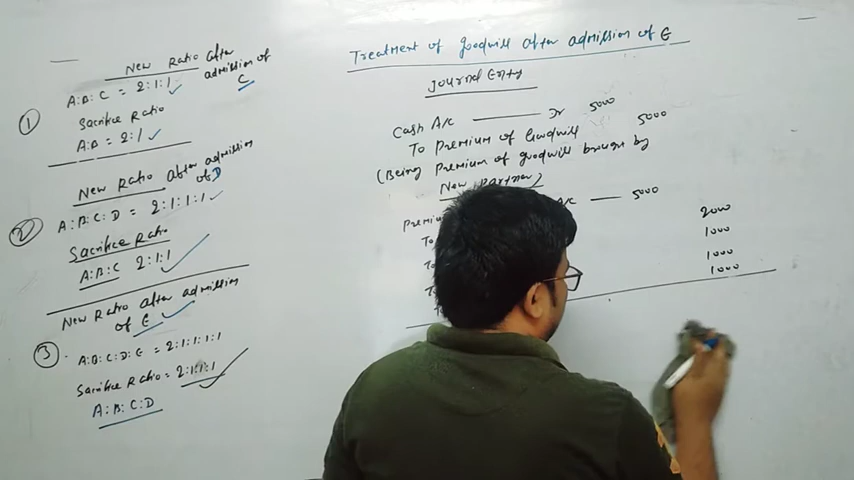 New Ratio after
admission of
C
A:B:C = 2:1:1
① Sacrifice Ratio
A:B = 2:1
New Ratio after admission
of D
② A:B:C:D = 2:1:1:1
Sacrifice Ratio
A:B:C 2:1:1
New Ratio after admission
of E
③ A:B:C:D:E = 2:1:1:1:1
Sacrifice Ratio = 2:1:1:1
A:B:C:D
Treatment of goodwill after admission of E
Journal Entry
Cash A/c Dr 5000
To Premium of Goodwill 5000
(Being Premium of goodwill brought by
New Partner)
A/c 5000
To 2000
1000
1000
1000